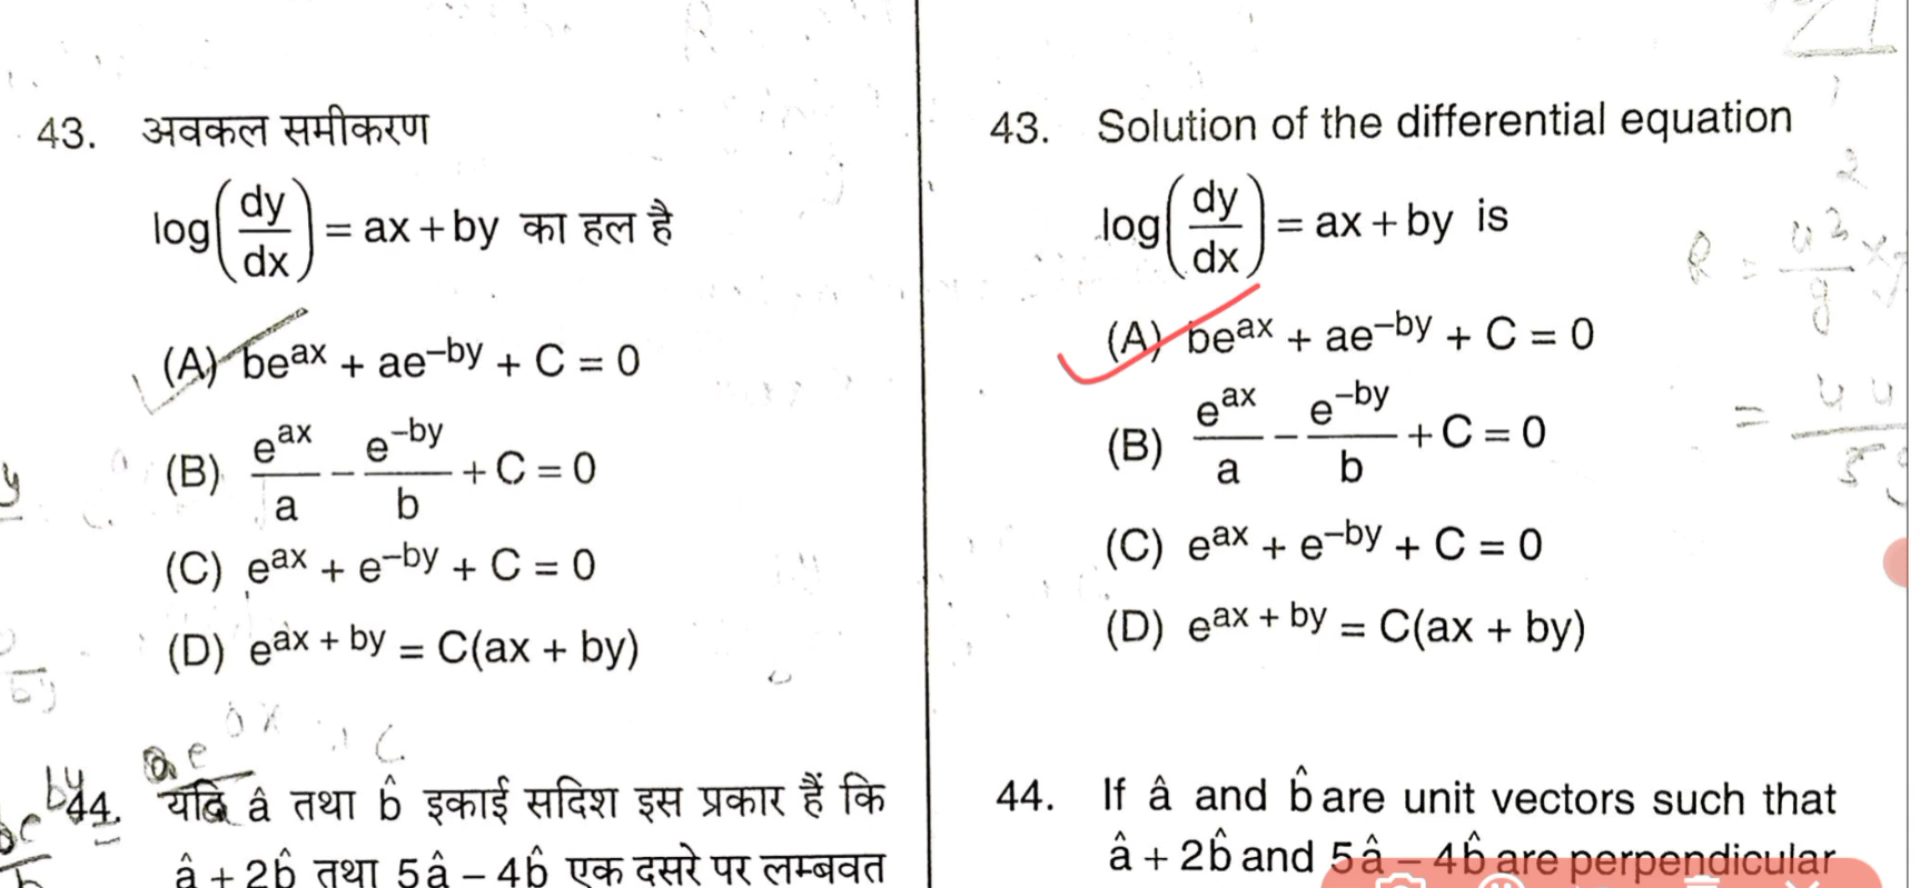 43. अवकल समीकरण
log(dy/dx) = ax + by का हल है
(A) be^ax + ae^–by + C = 0
(B) e^ax/a – e^–by/b + C = 0
(C) e^ax + e^–by + C = 0
(D) e^ax + by = C(ax + by)
44. यदि â तथा b̂ इकाई सदिश इस प्रकार हैं कि
â + 2b̂ तथा 5â – 4b̂ एक दूसरे पर लम्बवत
43. Solution of the differential equation
log(dy/dx) = ax + by is
(A) be^ax + ae^–by + C = 0
(B) e^ax/a – e^–by/b + C = 0
(C) e^ax + e^–by + C = 0
(D) e^ax + by = C(ax + by)
44. If â and b̂ are unit vectors such that
â + 2b̂ and 5â – 4b̂ are perpendicular